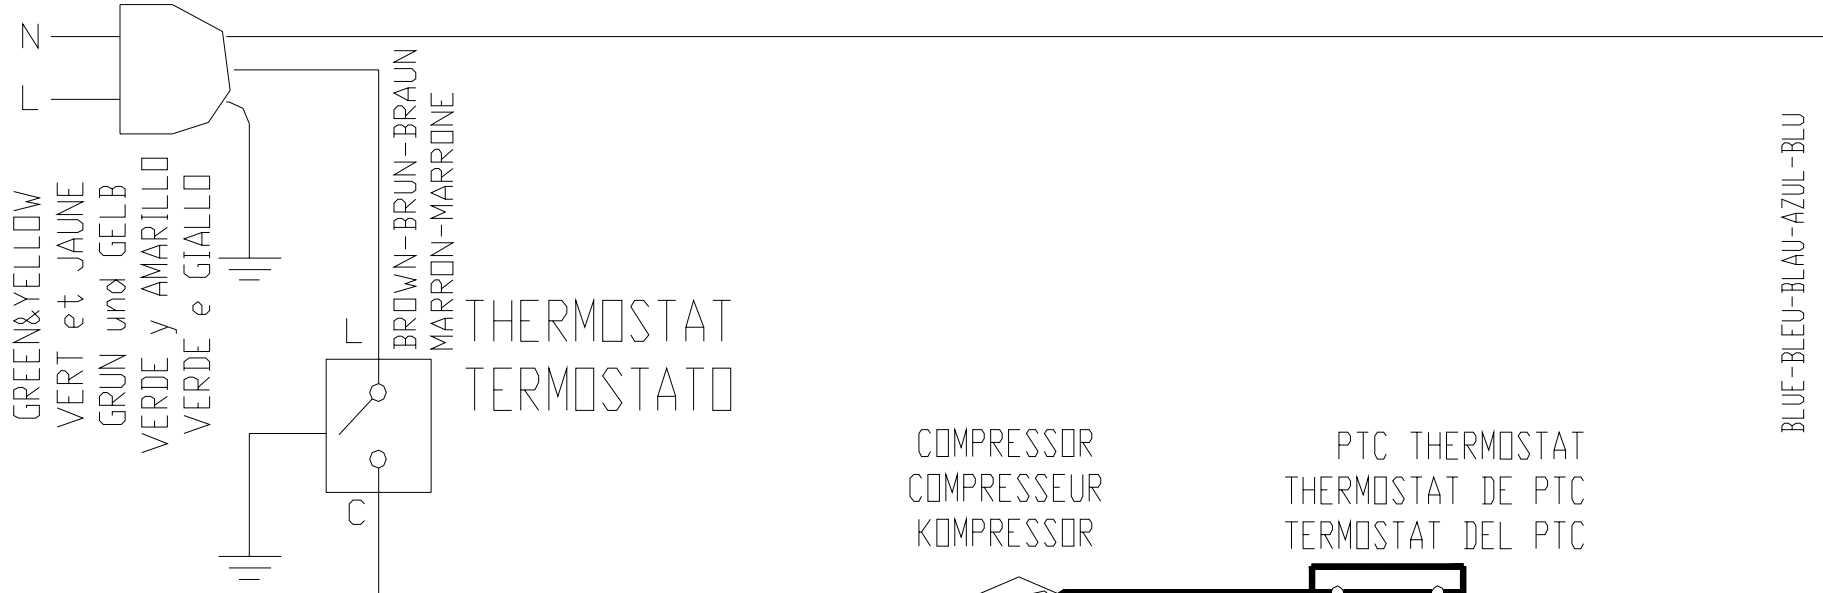 N
L
GREEN&YELLOW
VERT et JAUNE
GRUN und GELB
VERDE y AMARILLO
VERDE e GIALLO
BROWN-BRUN-BRAUN
MARRON-MARRONE
L
THERMOSTAT
TERMOSTATO
C
COMPRESSOR
COMPRESSEUR
KOMPRESSOR
PTC THERMOSTAT
THERMOSTAT DE PTC
TERMOSTAT DEL PTC
BLUE-BLEU-BLAU-AZUL-BLU